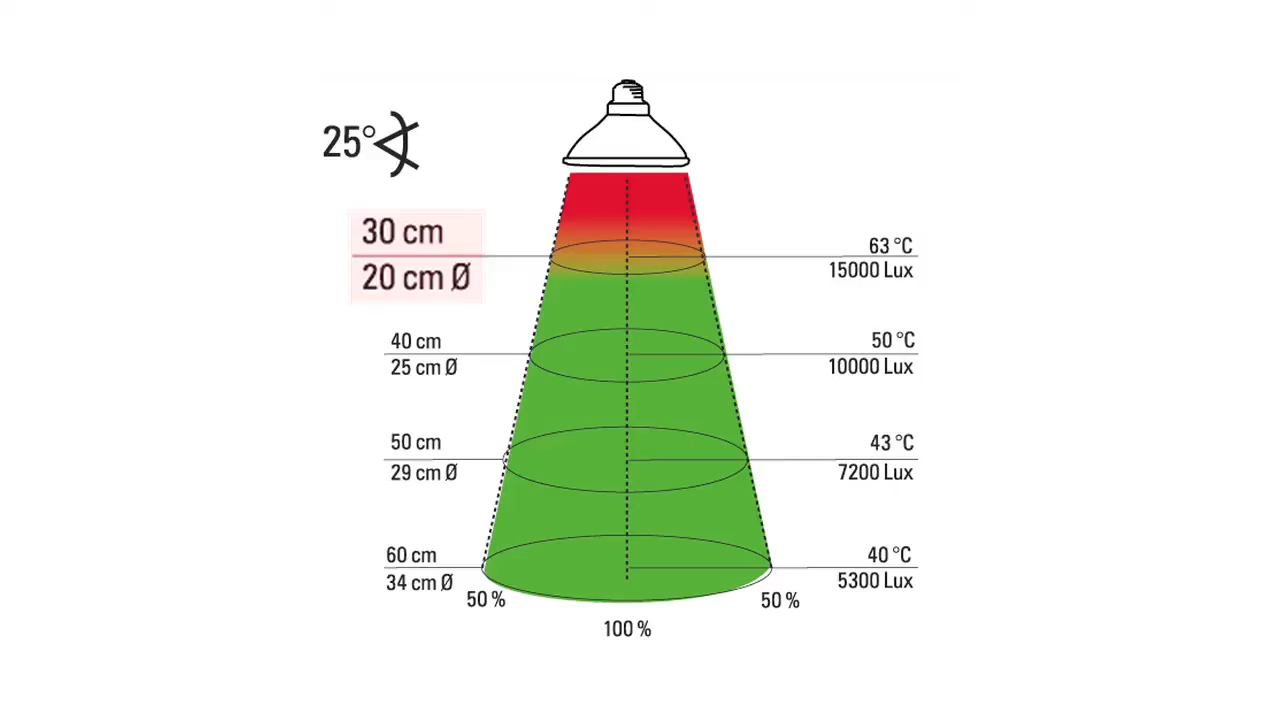 25°
30 cm
20 cm Ø
63 °C
15000 Lux
40 cm
25 cm Ø
50 °C
10000 Lux
50 cm
29 cm Ø
43 °C
7200 Lux
60 cm
34 cm Ø
40 °C
5300 Lux
50 %
50 %
100 %